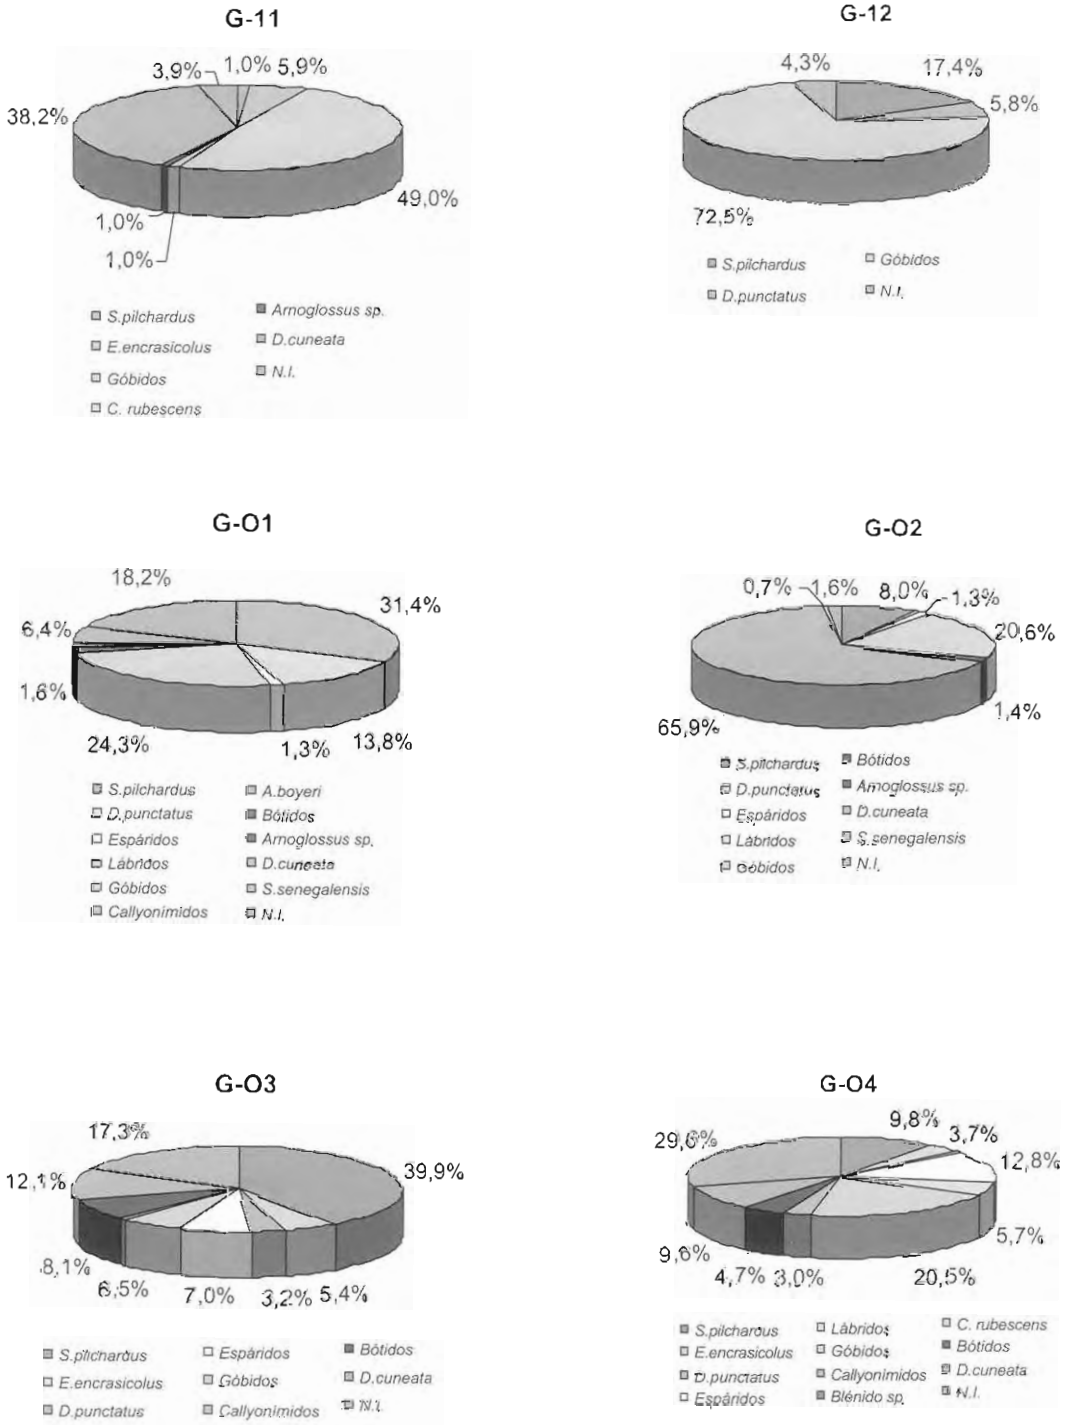 G-11
3,9% 1,0% 5,9%
38,2%
49,0%
1,0%
1,0%
S.pilchardus
E.encrasicolus
Góbidos
C. rubescens
Arnoglossus sp.
D.cuneata
N.I.
G-12
4,3% 17,4%
5,8%
72,5%
S.pilchardus
D.punctatus
Góbidos
N.I.
G-O1
18,2%
31,4%
6,4%
1,6%
24,3% 1,3% 13,8%
S.pilchardus
D.punctatus
Espáridos
Lábridos
Góbidos
Callyonimidos
A.boyeri
Bótidos
Arnoglossus sp.
D.cuneata
S.senegalensis
N.I.
G-O2
0,7% 1,6% 8,0% 1,3%
20,6%
1,4%
65,9%
S.pilchardus
D.punctatus
Espáridos
Lábridos
Góbidos
Bótidos
Arnoglossus sp.
D.cuneata
S.senegalensis
N.I.
G-O3
17,3%
39,9%
12,1%
8,1%
6,5% 7,0% 3,2% 5,4%
S.pilchardus
E.encrasicolus
D.punctatus
Espáridos
Góbidos
Callyonimidos
Bótidos
D.cuneata
N.I.
G-O4
9,8%
3,7%
12,8%
5,7%
9,6%
4,7% 3,0% 20,5%
S.pilchardus
E.encrasicolus
D.punctatus
Espáridos
Lábridos
Góbidos
Callyonimidos
Blénido sp.
C. rubescens
Bótidos
D.cuneata
N.I.